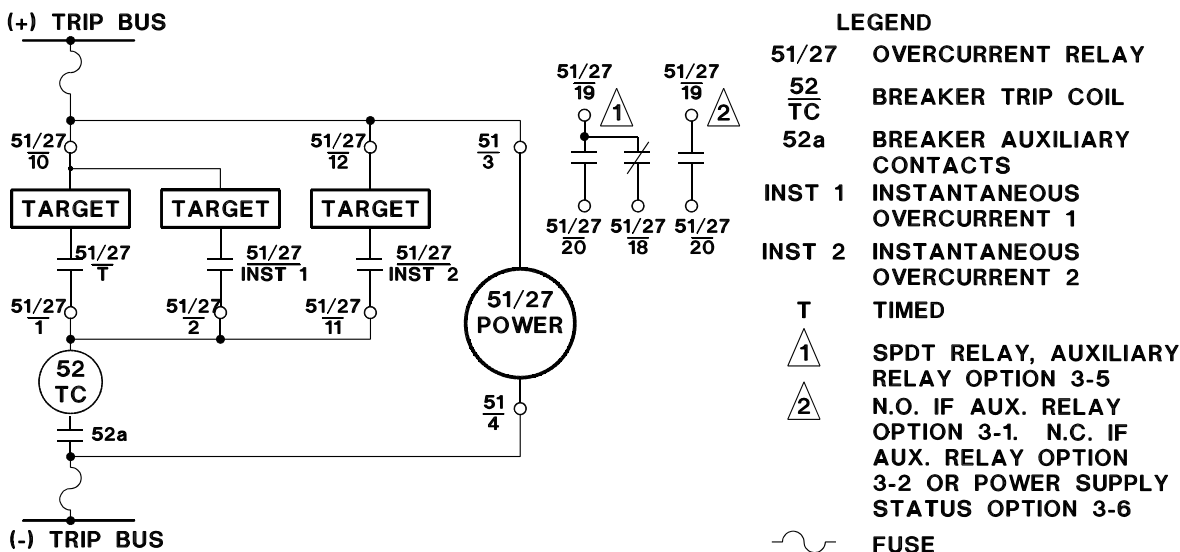 (+) TRIP BUS
51/27
10
51/27
12
51
3
TARGET
TARGET
TARGET
51/27
T
51/27
INST 1
51/27
INST 2
51/27
1
51/27
2
51/27
11
51/27
POWER
52
TC
52a
51
4
(-) TRIP BUS
51/27
19
1
51/27
19
2
51/27
20
51/27
18
51/27
20
LEGEND
51/27 OVERCURRENT RELAY
52
TC
BREAKER TRIP COIL
52a BREAKER AUXILIARY
CONTACTS
INST 1 INSTANTANEOUS
OVERCURRENT 1
INST 2 INSTANTANEOUS
OVERCURRENT 2
T TIMED
1 SPDT RELAY, AUXILIARY
RELAY OPTION 3-5
2 N.O. IF AUX. RELAY
OPTION 3-1. N.C. IF
AUX. RELAY OPTION
3-2 OR POWER SUPPLY
STATUS OPTION 3-6
FUSE